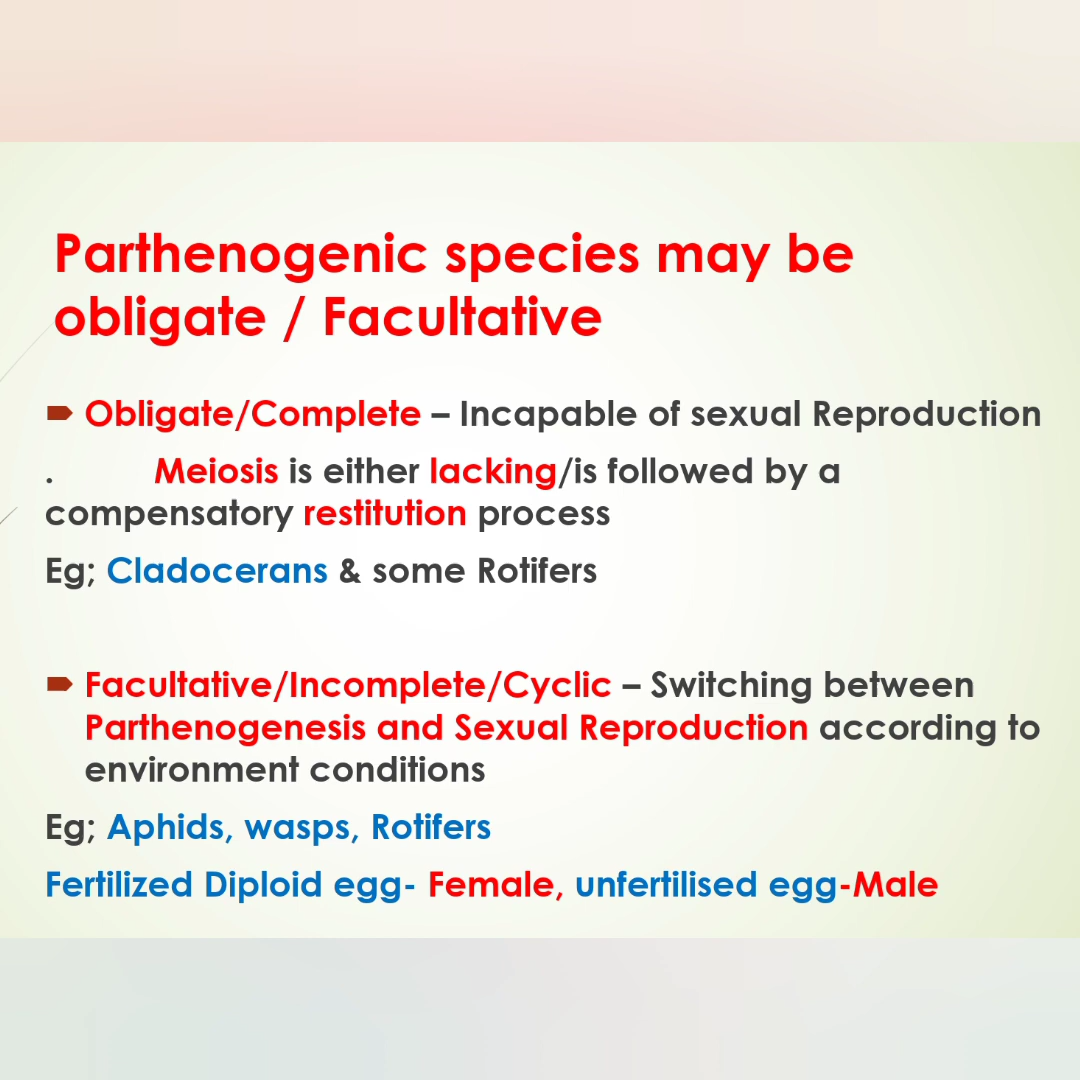 Parthenogenic species may be
obligate / Facultative
Obligate/Complete – Incapable of sexual Reproduction
. Meiosis is either lacking/is followed by a
compensatory restitution process
Eg; Cladocerans & some Rotifers
Facultative/Incomplete/Cyclic – Switching between
Parthenogenesis and Sexual Reproduction according to
environment conditions
Eg; Aphids, wasps, Rotifers
Fertilized Diploid egg- Female, unfertilised egg-Male